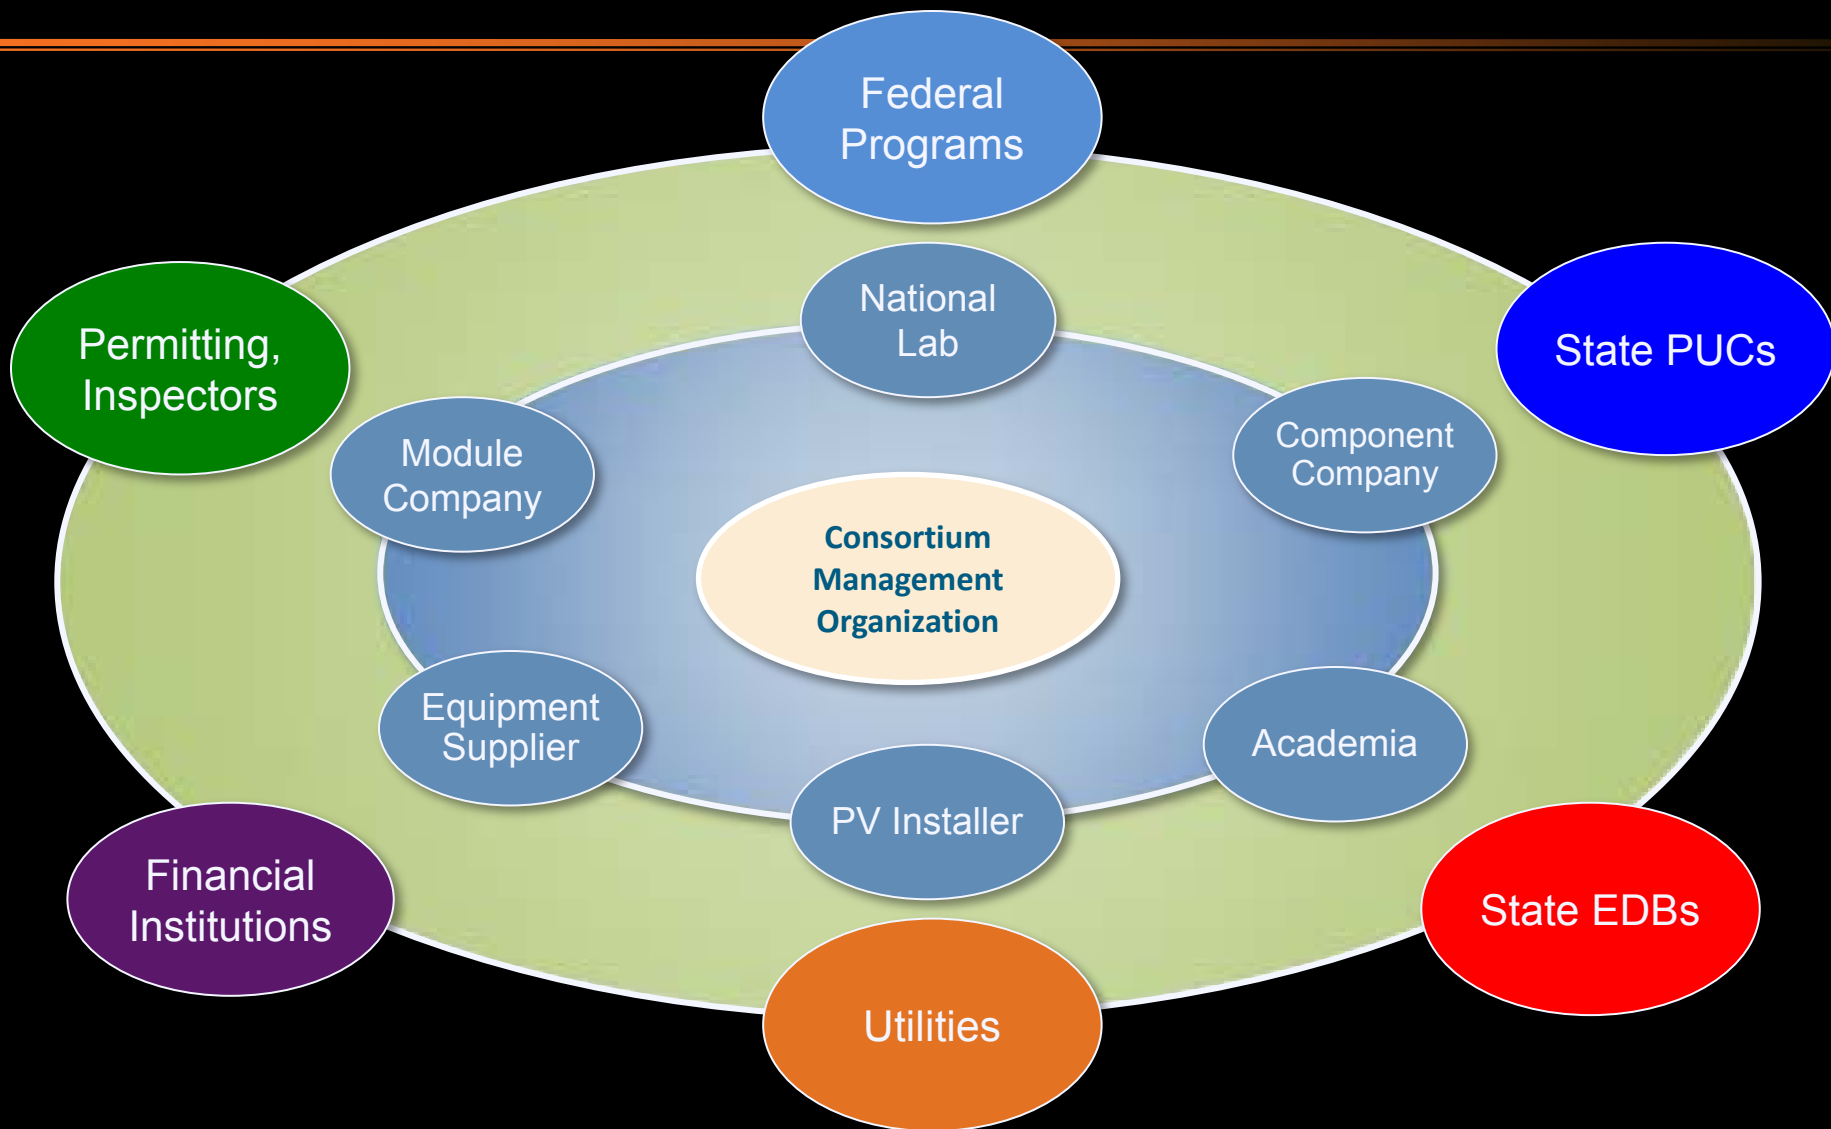 Federal
Programs
National
Lab
Permitting,
Inspectors
State PUCs
Module
Company
Component
Company
Consortium
Management
Organization
Equipment
Supplier
Academia
PV Installer
Financial
Institutions
State EDBs
Utilities